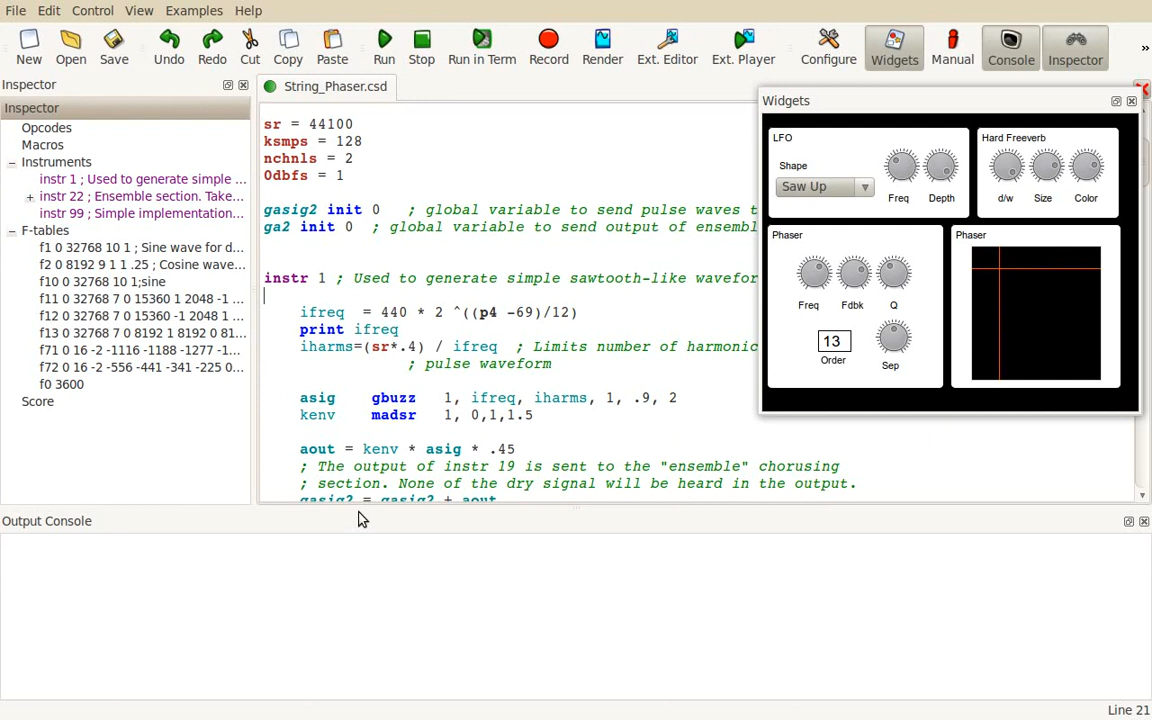 File Edit Control View Examples Help
New Open Save Undo Redo Cut Copy Paste Run Stop Run in Term Record Render Ext. Editor Ext. Player Configure Widgets Manual Console Inspector »
Inspector
String_Phaser.csd
Inspector
Opcodes
Macros
Instruments
instr 1 ; Used to generate simple ...
instr 22 ; Ensemble section. Take...
instr 99 ; Simple implementation...
F-tables
f1 0 32768 10 1 ; Sine wave for d...
f2 0 8192 9 1 1 .25 ; Cosine wave...
f10 0 32768 10 1;sine
f11 0 32768 7 0 15360 1 2048 -1 ...
f12 0 32768 7 0 15360 -1 2048 1 ...
f13 0 32768 7 0 8192 1 8192 0 81...
f71 0 16 -2 -1116 -1188 -1277 -1...
f72 0 16 -2 -556 -441 -341 -225 0...
f0 3600
Score
sr = 44100
ksmps = 128
nchnls = 2
0dbfs = 1
gasig2 init 0 ; global variable to send pulse waves t
ga2 init 0 ; global variable to send output of ensembl
instr 1 ; Used to generate simple sawtooth-like wavefor
ifreq = 440 * 2 ^((p4 -69)/12)
print ifreq
iharms=(sr*.4) / ifreq ; Limits number of harmonic
; pulse waveform
asig gbuzz 1, ifreq, iharms, 1, .9, 2
kenv madsr 1, 0,1,1.5
aout = kenv * asig * .45
; The output of instr 19 is sent to the "ensemble" chorusing
; section. None of the dry signal will be heard in the output.
gasig2 = gasig2 + aout
Widgets
LFO
Shape
Saw Up
Freq Depth
Hard Freeverb
d/w Size Color
Phaser
Freq Fdbk Q
13
Order
Sep
Phaser
Output Console
Line 21